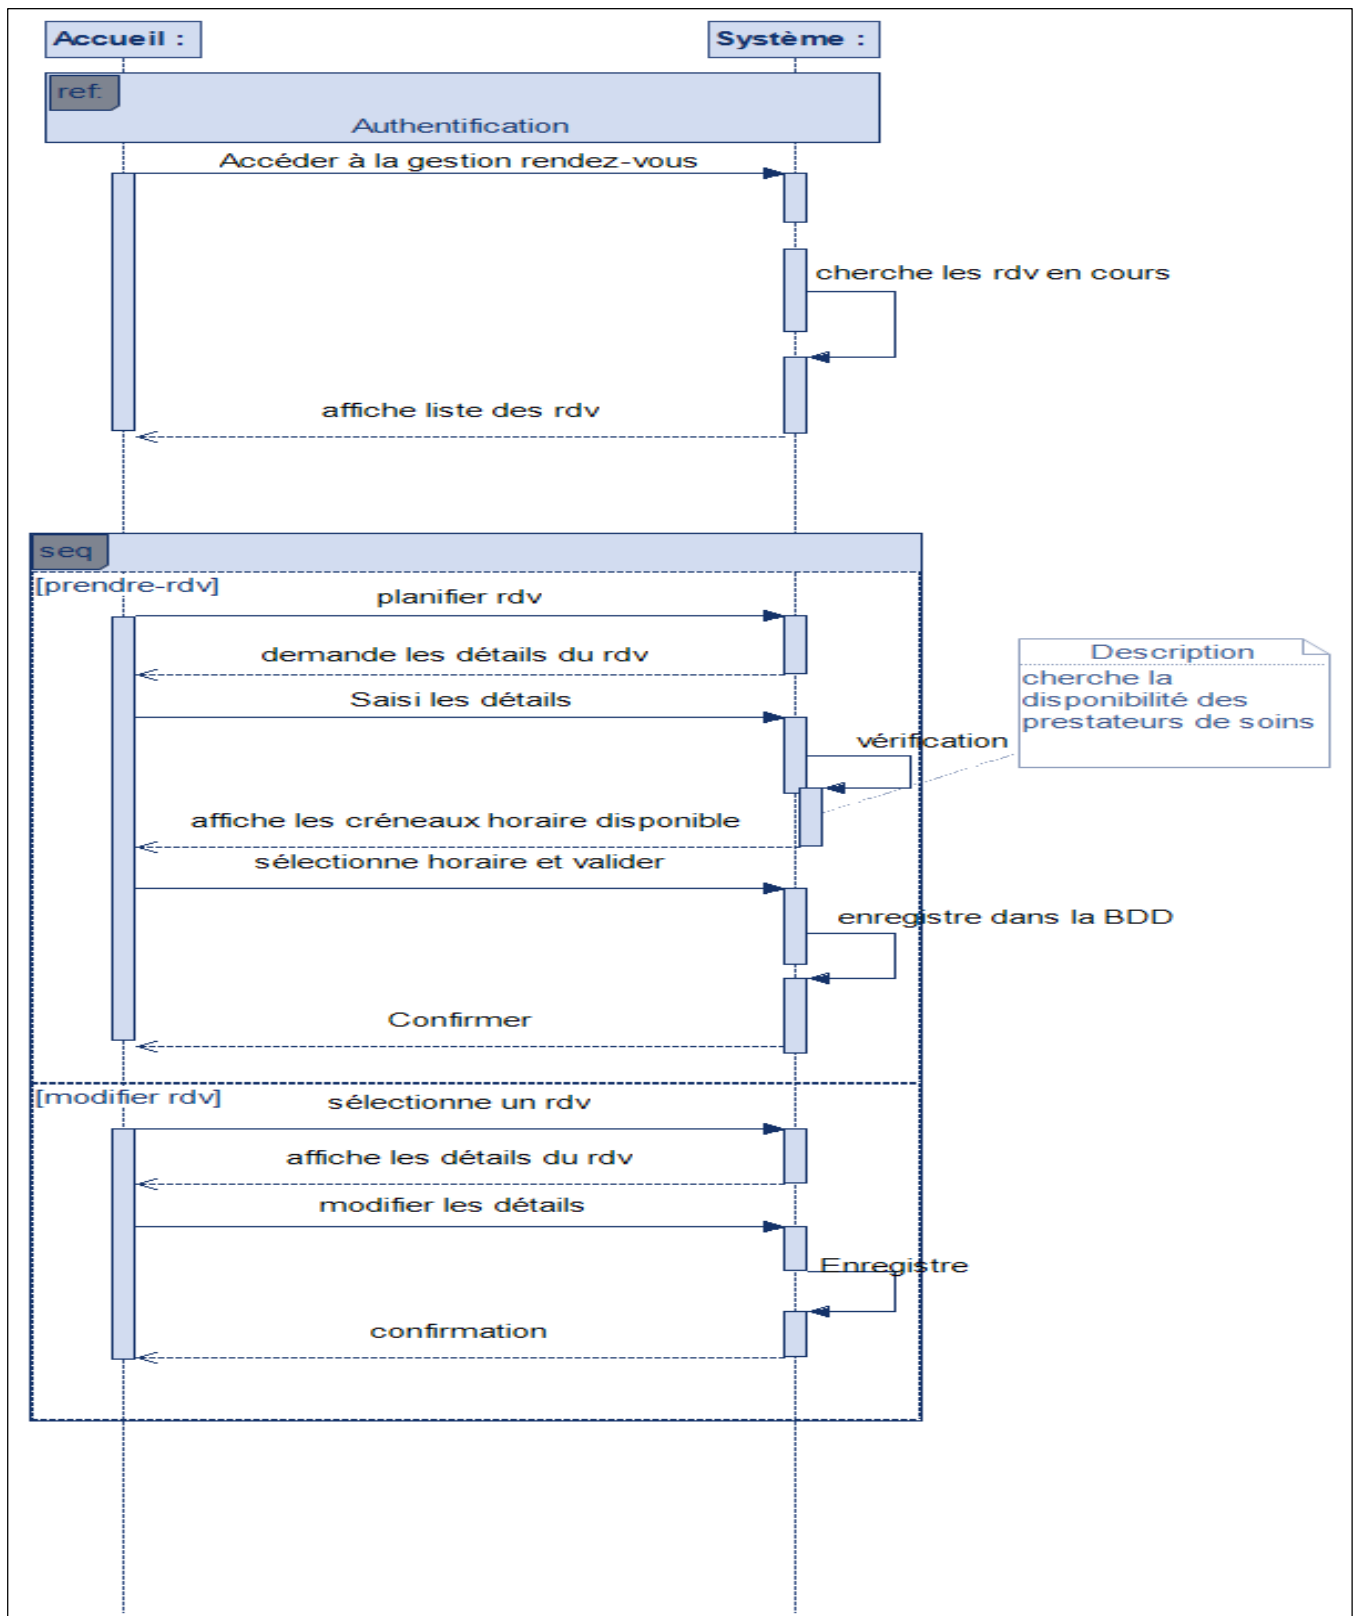 Accueil :
Système :
ref:
Authentification
Accéder à la gestion rendez-vous
cherche les rdv en cours
affiche liste des rdv
seq
[prendre-rdv]
planifier rdv
demande les détails du rdv
Description
cherche la
disponibilité des
prestateurs de soins
Saisi les détails
vérification
affiche les créneaux horaire disponible
sélectionne horaire et valider
enregistre dans la BDD
Confirmer
[modifier rdv]
sélectionne un rdv
affiche les détails du rdv
modifier les détails
Enregistre
confirmation